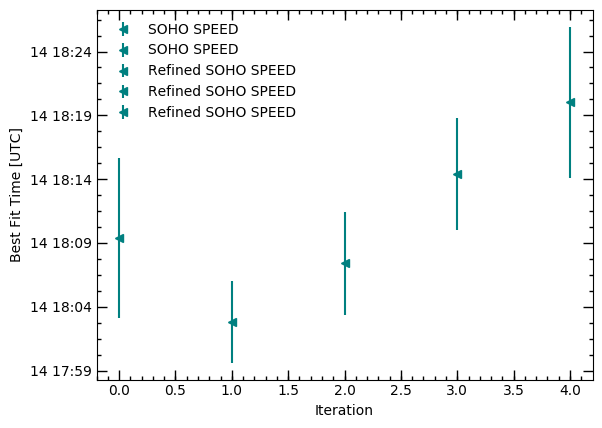 SOHO SPEED
SOHO SPEED
Refined SOHO SPEED
Refined SOHO SPEED
Refined SOHO SPEED
Best Fit Time [UTC]
14 18:24
14 18:19
14 18:14
14 18:09
14 18:04
14 17:59
0.0 0.5 1.0 1.5 2.0 2.5 3.0 3.5 4.0
Iteration